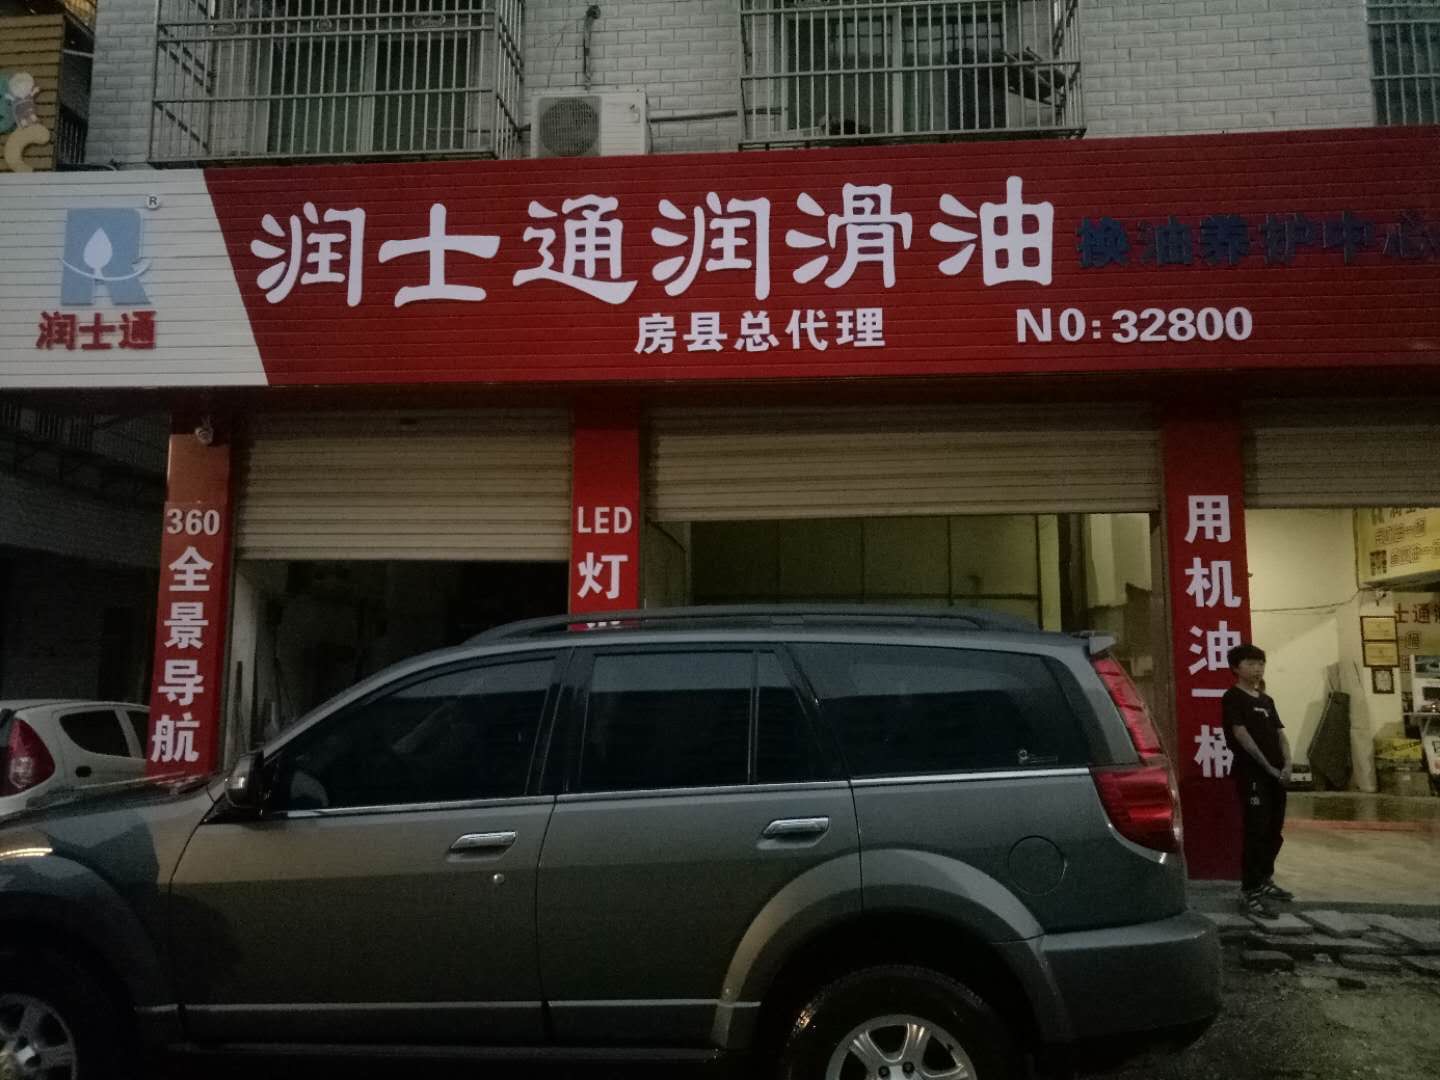 R
润士通
润士通润滑油
换油养护中心
房县总代理
NO:32800
360
全景导航
LED
灯
用机油一桶